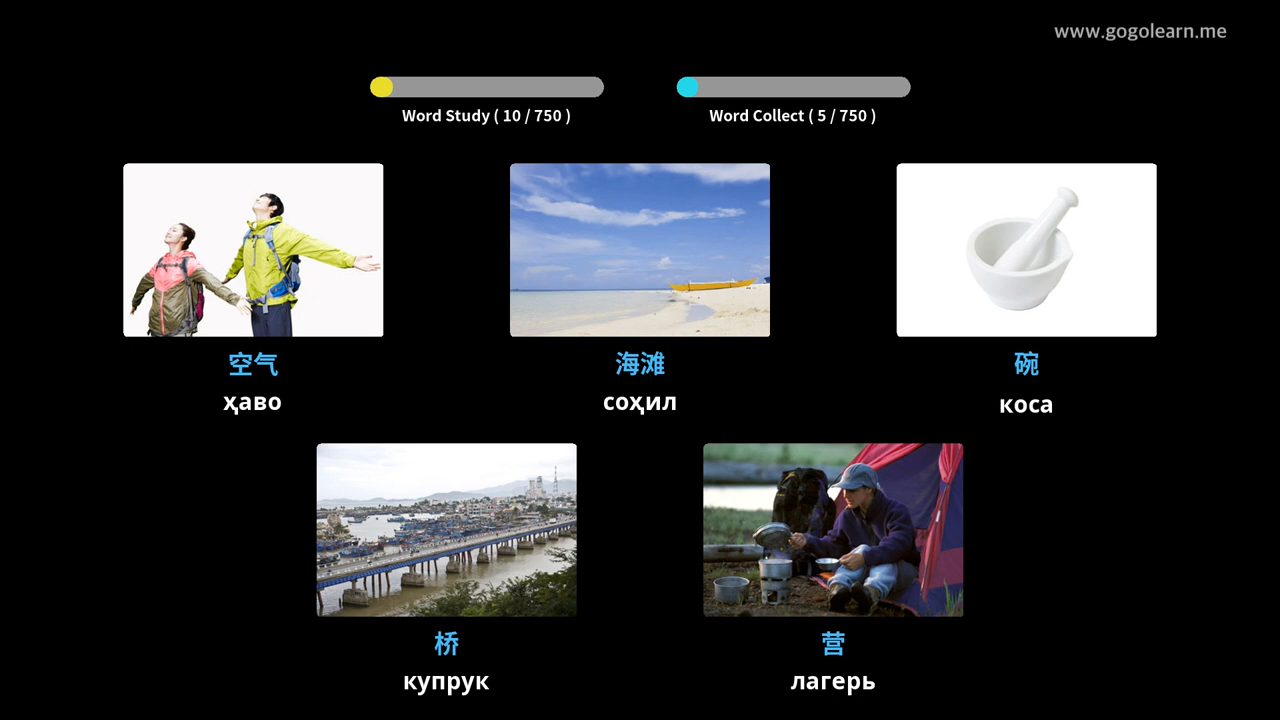 www.gogolearn.me
Word Study ( 10 / 750 )
Word Collect ( 5 / 750 )
空气
ҳаво
海滩
соҳил
碗
коса
桥
купрук
营
лагерь